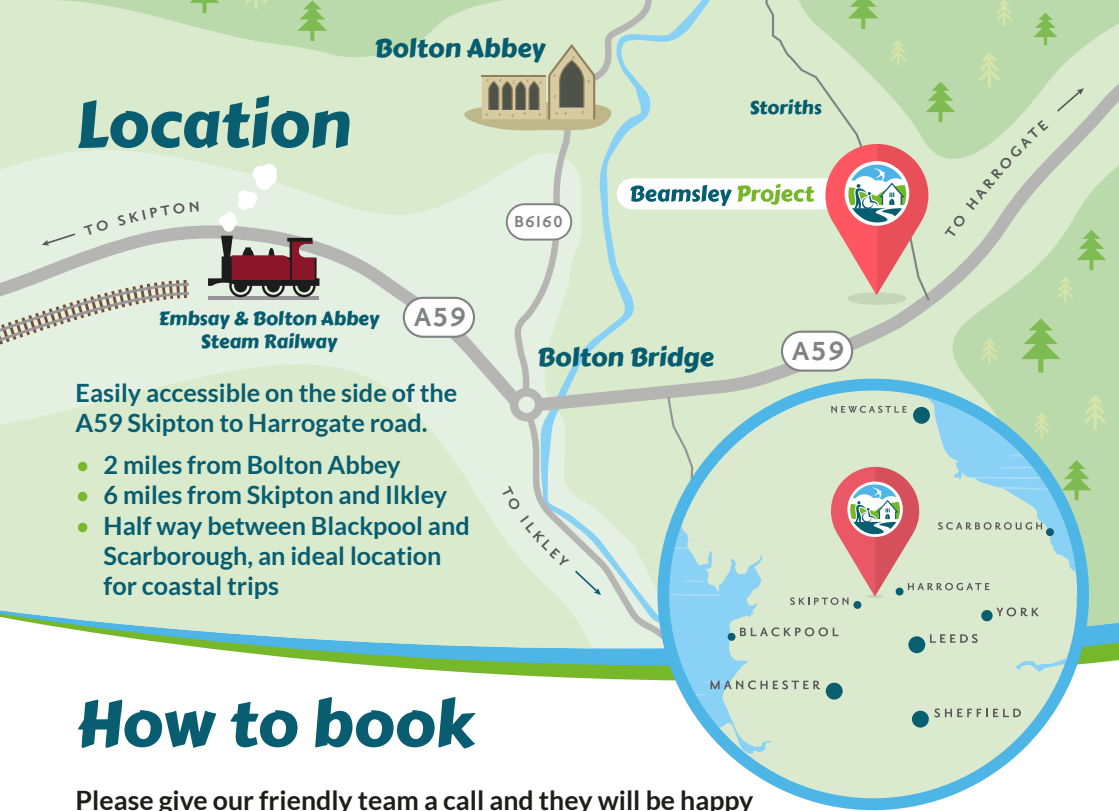 Bolton Abbey
Location
Storiths
Beamsley Project
TO HARROGATE
TO SKIPTON
B6160
Embsay & Bolton Abbey
Steam Railway
A59
Bolton Bridge
A59
Easily accessible on the side of the
A59 Skipton to Harrogate road.
• 2 miles from Bolton Abbey
• 6 miles from Skipton and Ilkley
• Half way between Blackpool and
Scarborough, an ideal location
for coastal trips
TO ILKLEY
NEWCASTLE
SCARBOROUGH
HARROGATE
SKIPTON
YORK
BLACKPOOL
LEEDS
MANCHESTER
SHEFFIELD
How to book
Please give our friendly team a call and they will be happy